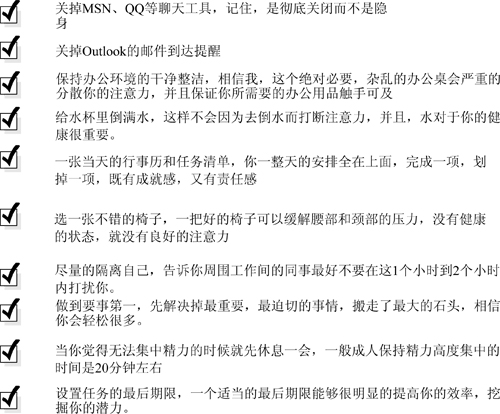 关掉MSN、QQ等聊天工具，记住，是彻底关闭而不是隐
身
关掉Outlook的邮件到达提醒
保持办公环境的干净整洁，相信我，这个绝对必要，杂乱的办公桌会严重的
分散你的注意力，并且保证你所需要的办公用品触手可及
给水杯里倒满水，这样不会因为去倒水而打断注意力，并且，水对于你的健
康很重要。
一张当天的行事历和任务清单，你一整天的安排全在上面，完成一项，划
掉一项，既有成就感，又有责任感
选一张不错的椅子，一把好的椅子可以缓解腰部和颈部的压力，没有健康
的状态，就没有良好的注意力
尽量的隔离自己，告诉你周围工作间的同事最好不要在这1个小时到2个小时
内打扰你。
做到要事第一，先解决掉最重要，最迫切的事情，搬走了最大的石头，相信
你会轻松很多。
当你觉得无法集中精力的时候就先休息一会，一般成人保持精力高度集中的
时间是20分钟左右
设置任务的最后期限，一个适当的最后期限能够很明显的提高你的效率，挖
掘你的潜力。